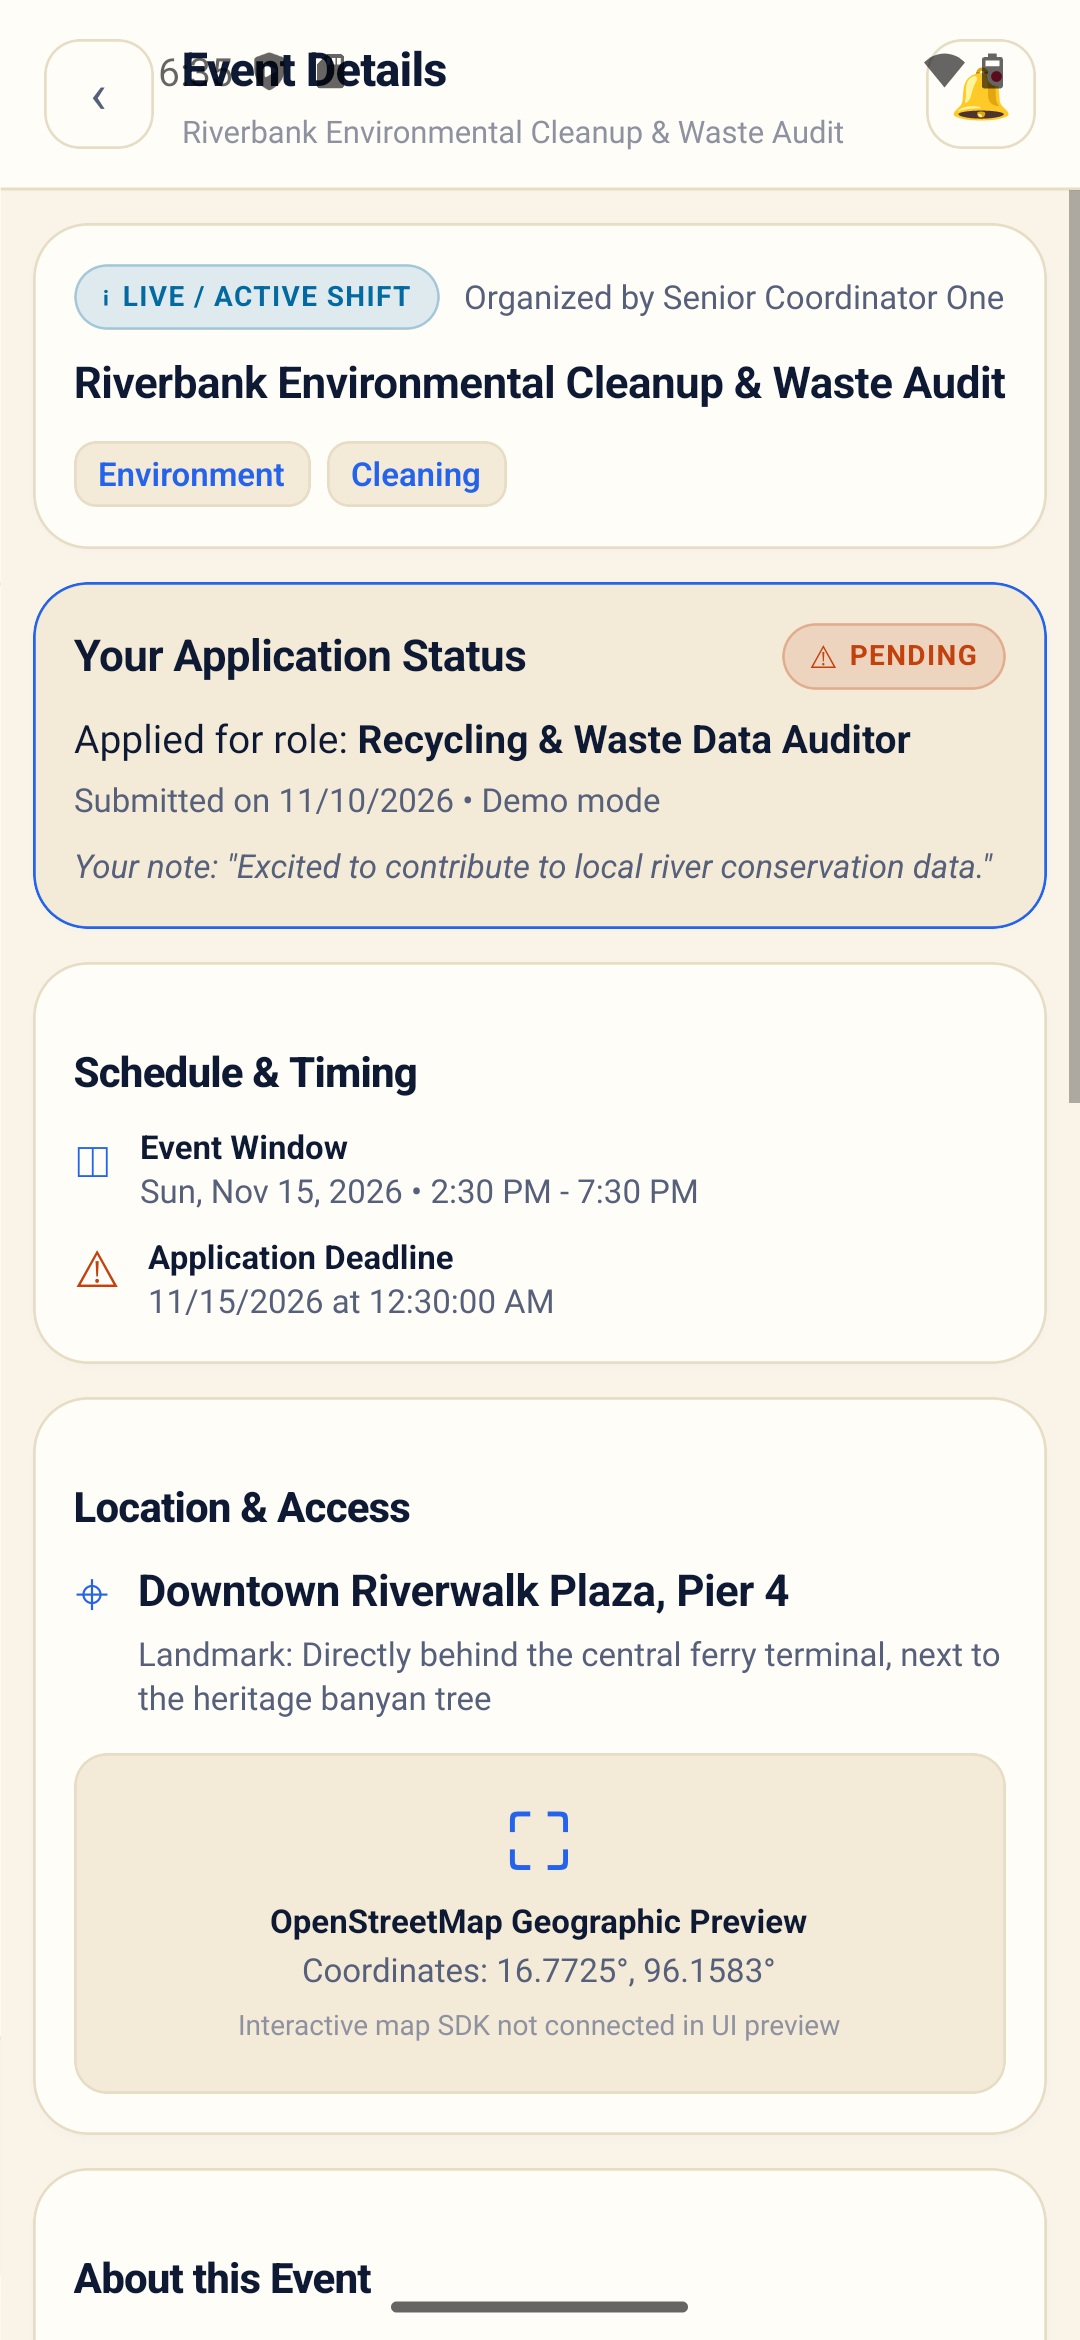 6:35
Event Details
Riverbank Environmental Cleanup & Waste Audit
i LIVE / ACTIVE SHIFT
Organized by Senior Coordinator One
Riverbank Environmental Cleanup & Waste Audit
Environment
Cleaning
Your Application Status
⚠ PENDING
Applied for role: Recycling & Waste Data Auditor
Submitted on 11/10/2026 • Demo mode
Your note: "Excited to contribute to local river conservation data."
Schedule & Timing
Event Window
Sun, Nov 15, 2026 • 2:30 PM - 7:30 PM
Application Deadline
11/15/2026 at 12:30:00 AM
Location & Access
Downtown Riverwalk Plaza, Pier 4
Landmark: Directly behind the central ferry terminal, next to
the heritage banyan tree
OpenStreetMap Geographic Preview
Coordinates: 16.7725°, 96.1583°
Interactive map SDK not connected in UI preview
About this Event